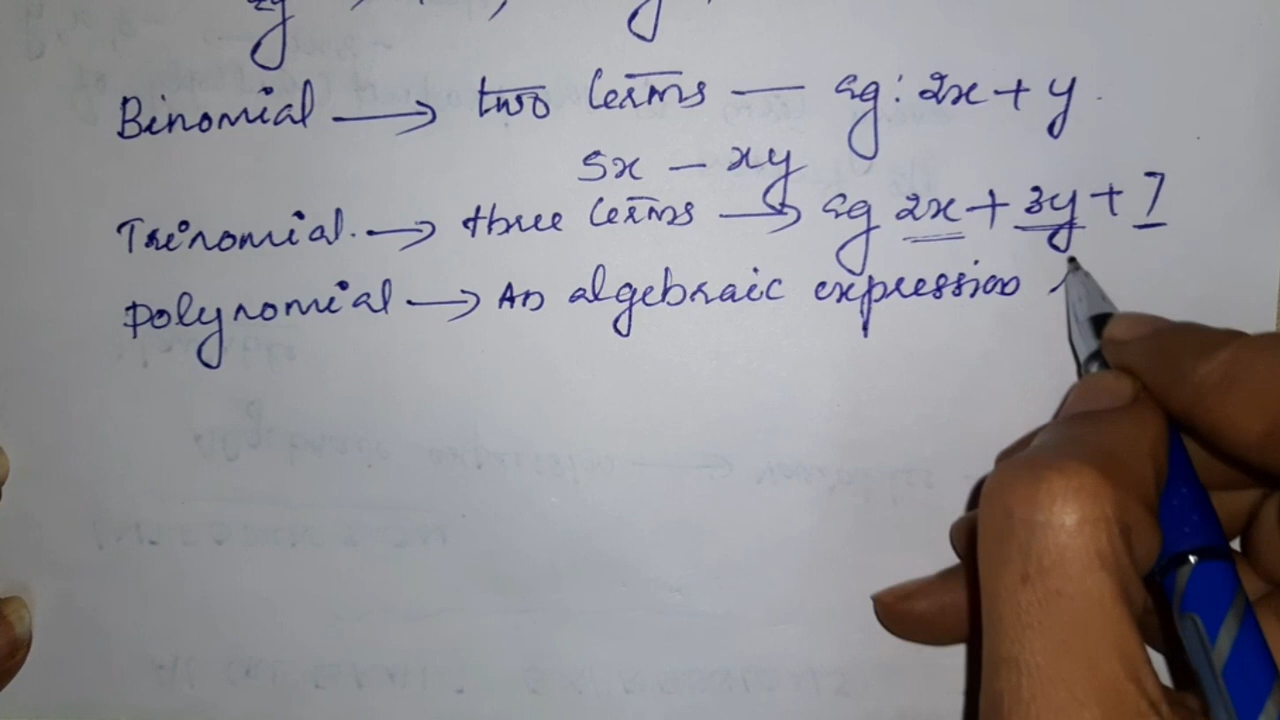 Binomial → two terms — eg: 2x + y
5x - xy
Trinomial. → three terms → eg 2x + 3y + 7
Polynomial → An algebraic expression